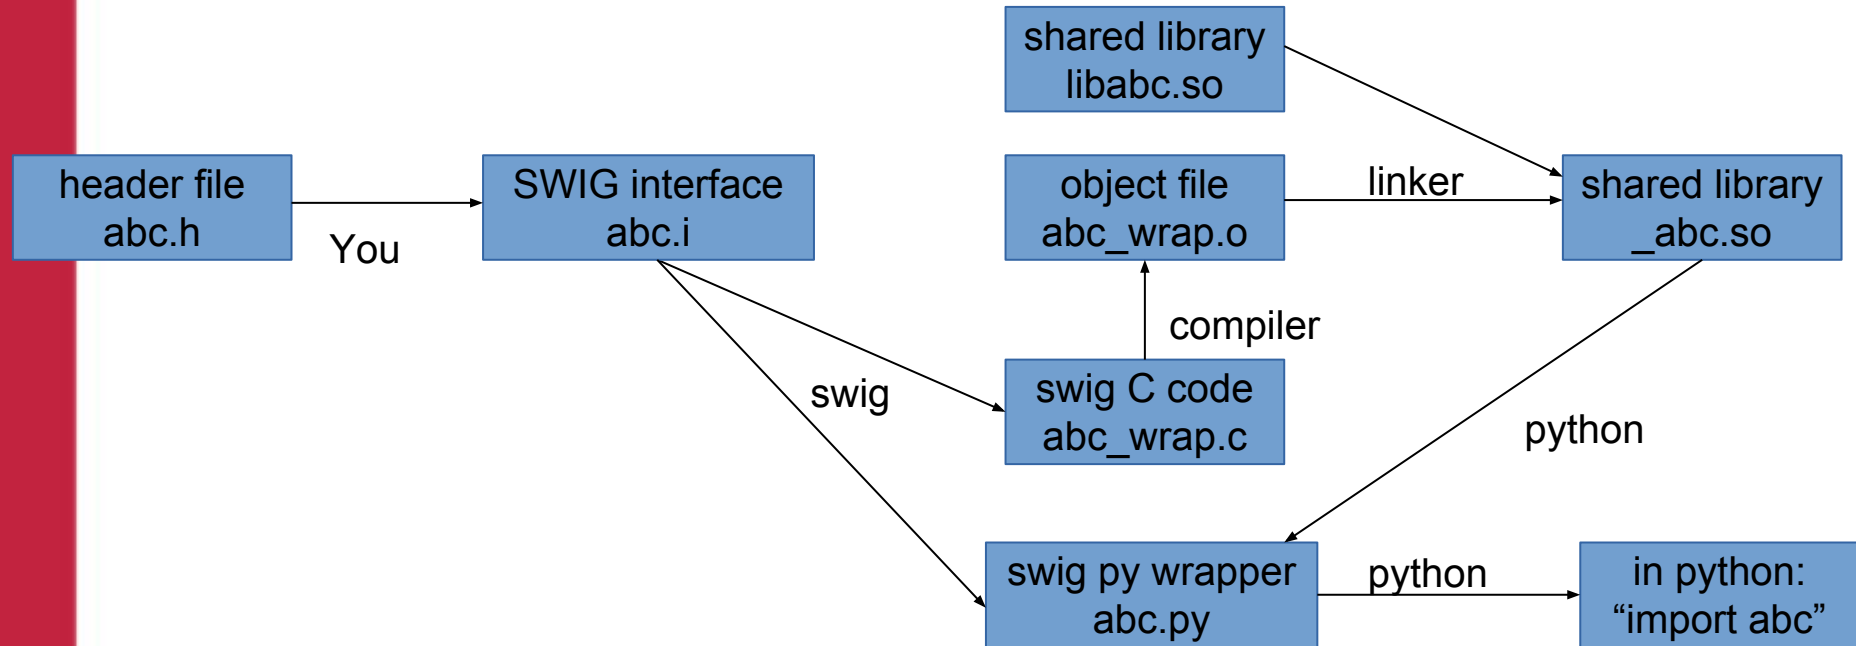 shared library
libabc.so
header file
abc.h
You
SWIG interface
abc.i
object file
abc_wrap.o
linker
shared library
_abc.so
compiler
swig
swig C code
abc_wrap.c
python
swig py wrapper
abc.py
python
in python:
“import abc”